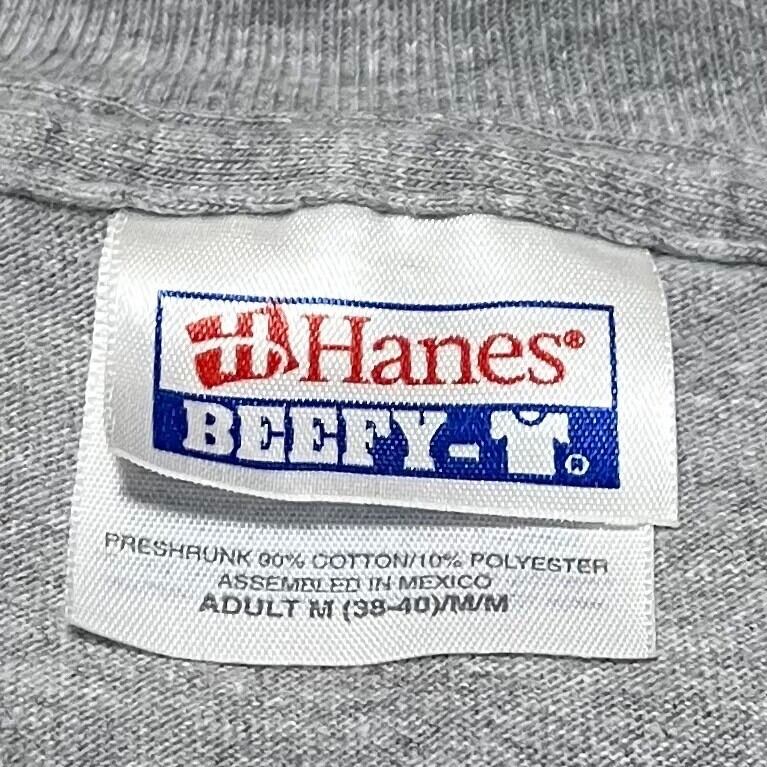 Hanes®
BEEFY-
®
PRESHRUNK 90% COTTON/10% POLYESTER
ASSEMBLED IN MEXICO
ADULT M (38-40)/M/M